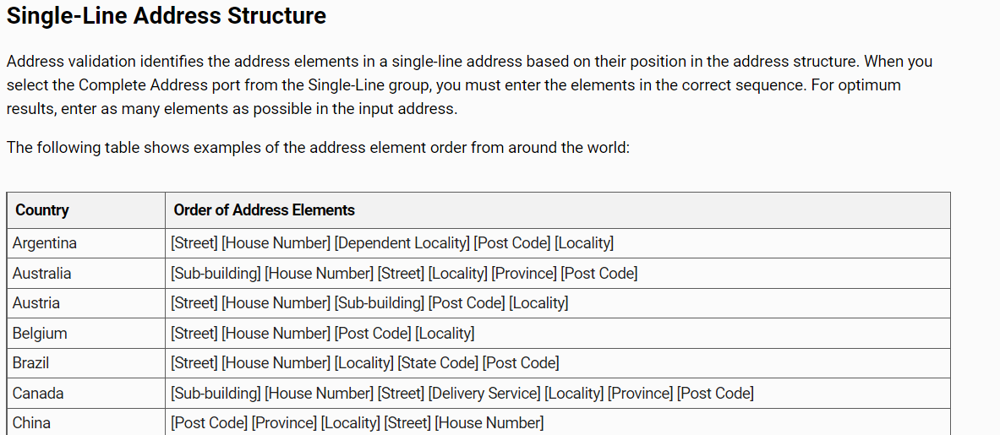 Single-Line Address Structure
Address validation identifies the address elements in a single-line address based on their position in the address structure. When you
select the Complete Address port from the Single-Line group, you must enter the elements in the correct sequence. For optimum
results, enter as many elements as possible in the input address.
The following table shows examples of the address element order from around the world:
Country Order of Address Elements
Argentina [Street] [House Number] [Dependent Locality] [Post Code] [Locality]
Australia [Sub-building] [House Number] [Street] [Locality] [Province] [Post Code]
Austria [Street] [House Number] [Sub-building] [Post Code] [Locality]
Belgium [Street] [House Number] [Post Code] [Locality]
Brazil [Street] [House Number] [Locality] [State Code] [Post Code]
Canada [Sub-building] [House Number] [Street] [Delivery Service] [Locality] [Province] [Post Code]
China [Post Code] [Province] [Locality] [Street] [House Number]